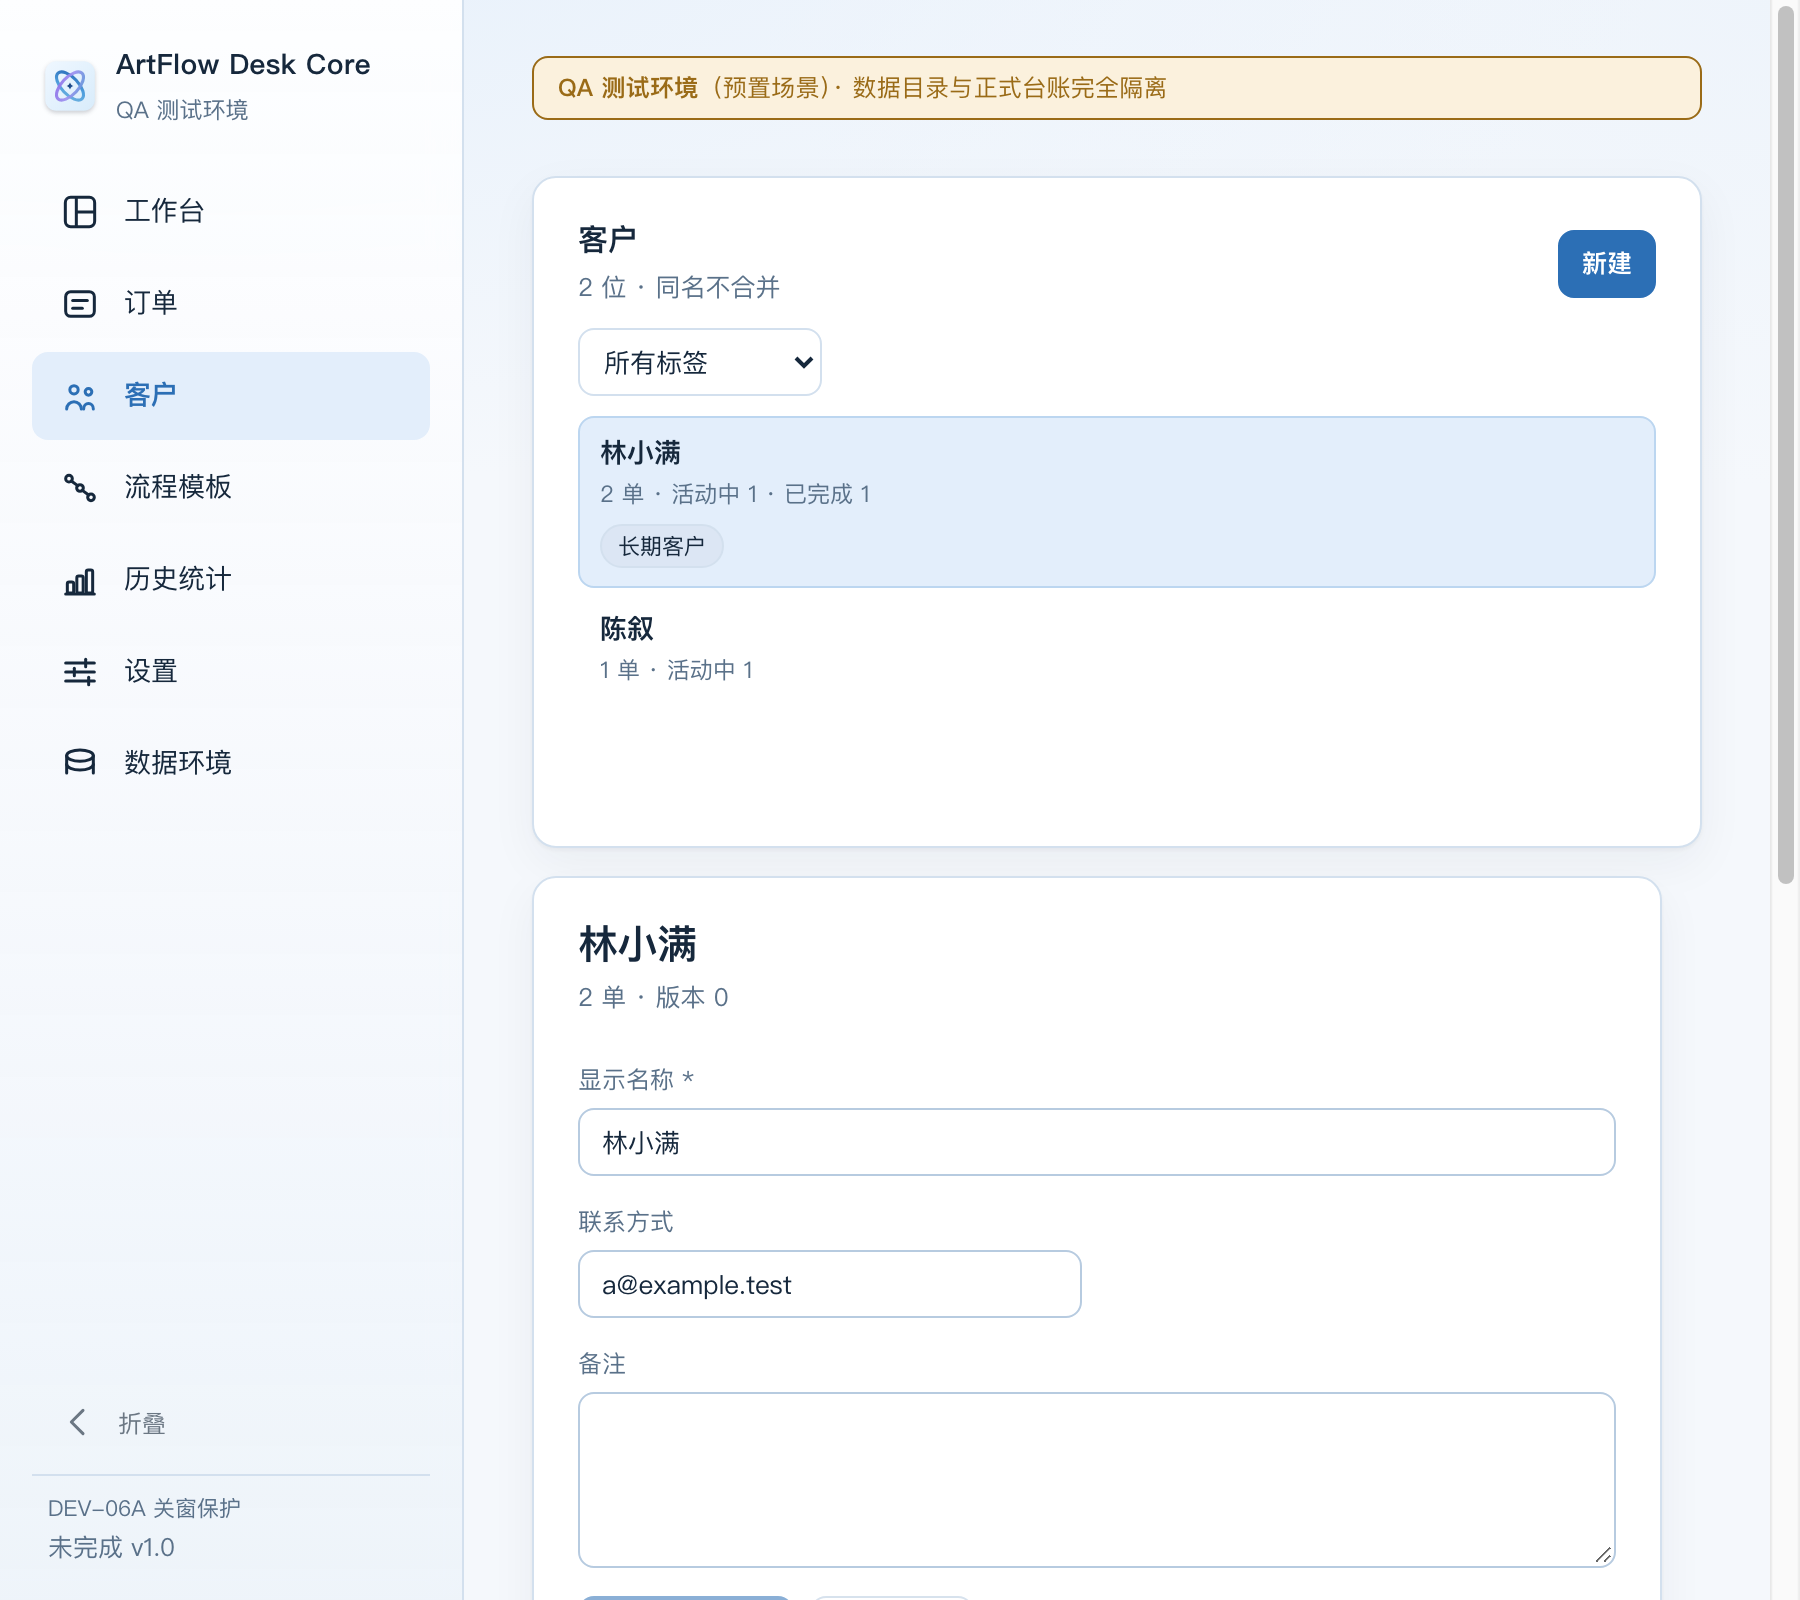 ArtFlow Desk Core
QA 测试环境
工作台
订单
客户
流程模板
历史统计
设置
数据环境
折叠
DEV-06A 关窗保护
未完成 v1.0
QA 测试环境（预置场景）· 数据目录与正式台账完全隔离
客户
2 位 · 同名不合并
新建
所有标签
林小满
2 单 · 活动中 1 · 已完成 1
长期客户
陈叙
1 单 · 活动中 1
林小满
2 单 · 版本 0
显示名称 *
林小满
联系方式
a@example.test
备注